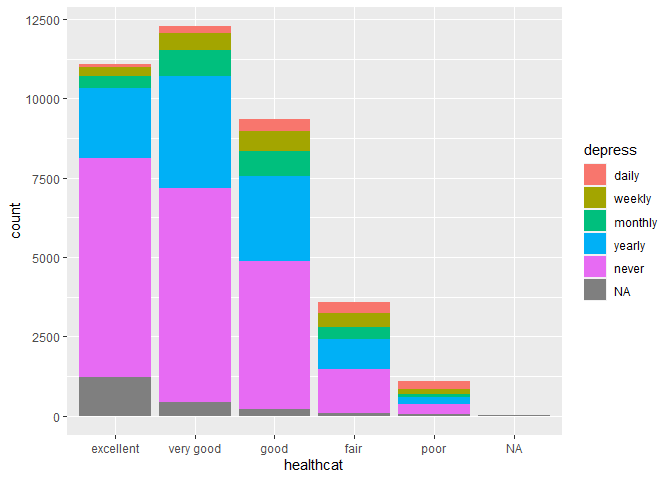 12500
10000
7500
5000
2500
0
count
excellent
very good
good
fair
poor
NA
healthcat
depress
daily
weekly
monthly
yearly
never
NA